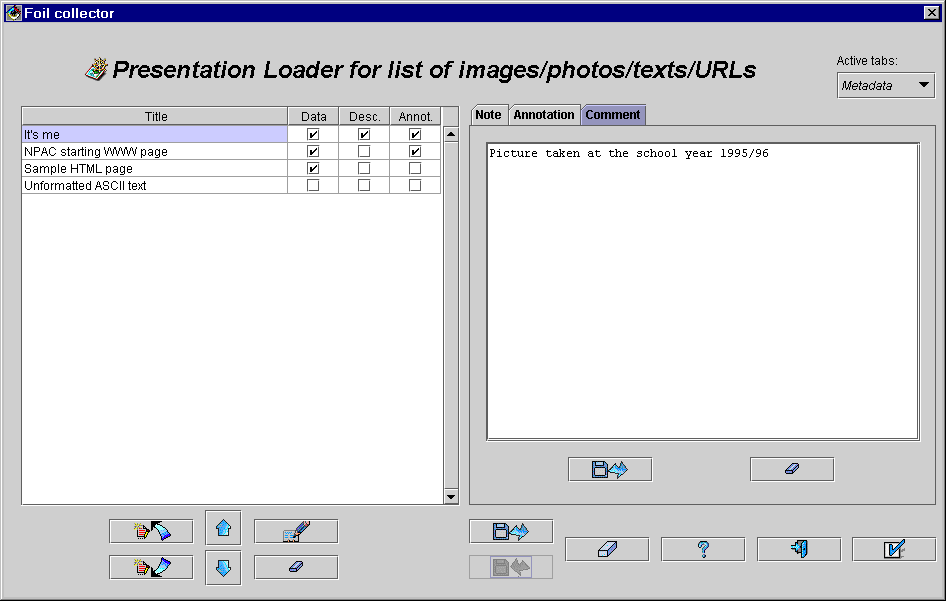 Foil collector
Presentation Loader for list of images/photos/texts/URLs
Active tabs:
Metadata
Title Data Desc. Annot.
It's me
NPAC starting WWW page
Sample HTML page
Unformatted ASCII text
Note Annotation Comment
Picture taken at the school year 1995/96
?